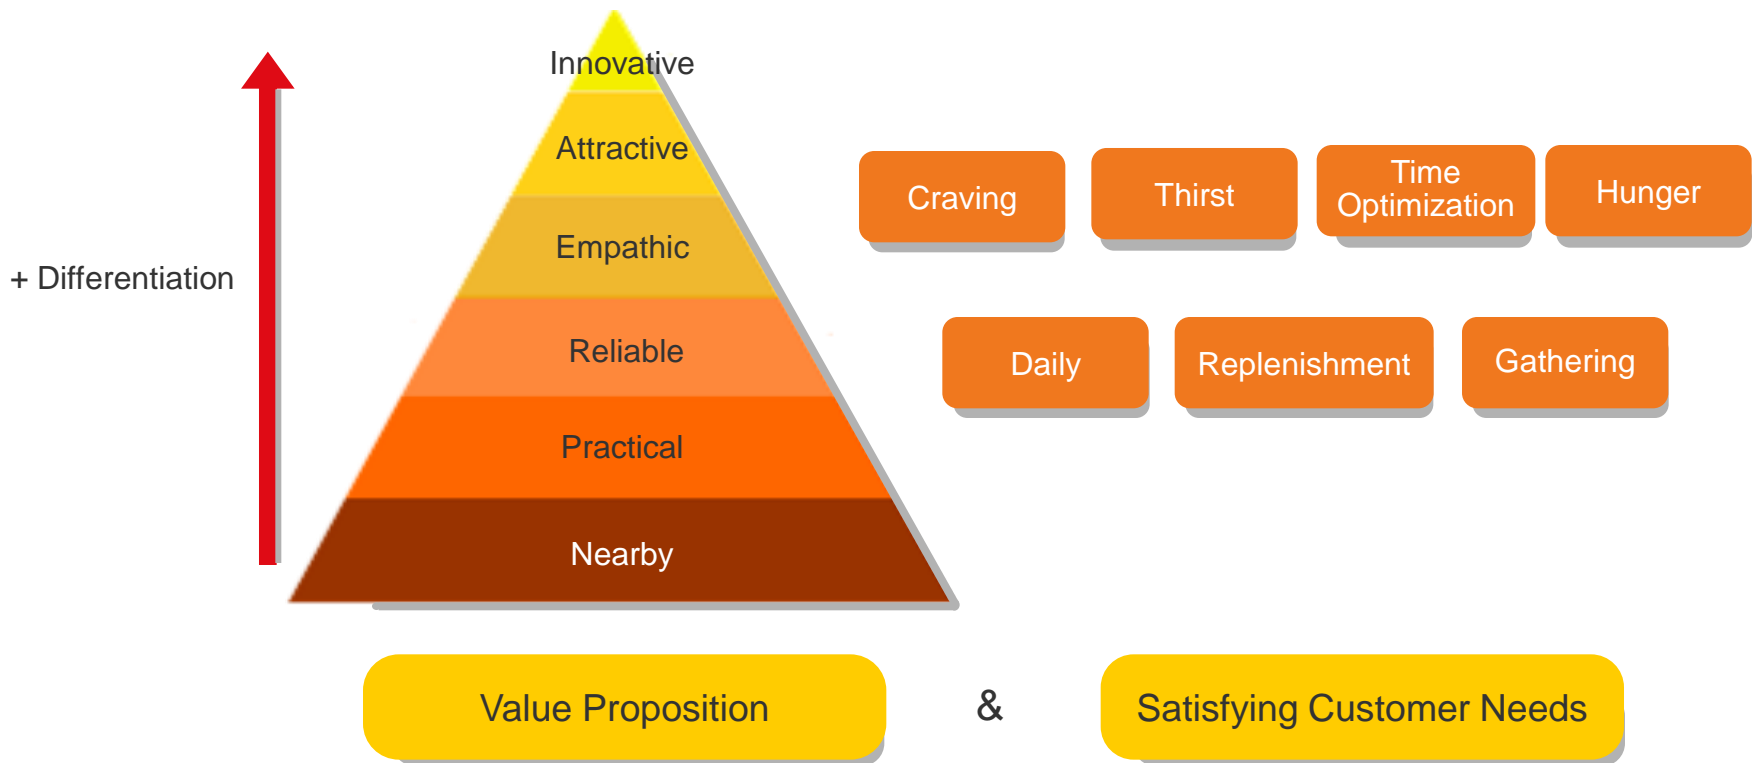 Innovative
Attractive
Empathic
+ Differentiation
Reliable
Practical
Nearby
Craving
Thirst
Time
Optimization
Hunger
Daily
Replenishment
Gathering
Value Proposition
&
Satisfying Customer Needs